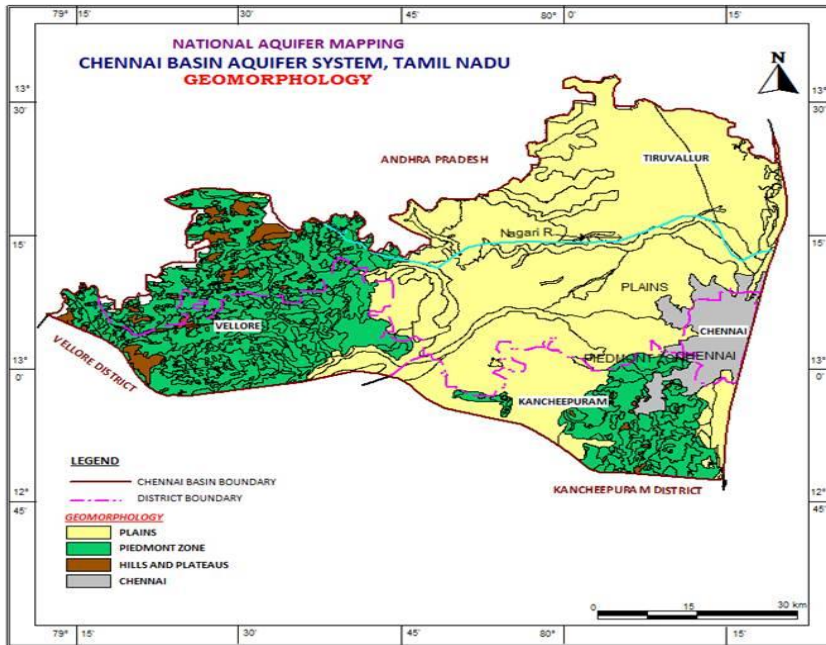 79° 15' 30' 45' 80° 0' 15'
NATIONAL AQUIFER MAPPING
CHENNAI BASIN AQUIFER SYSTEM, TAMIL NADU
GEOMORPHOLOGY
N
13° 30'
13° 30'
ANDHRA PRADESH
TIRUVALLUR
15'
15'
Nagari R.
PLAINS
VELLORE
CHENNAI
VELLORE DISTRICT
13° 0'
PIEDMONT
CHENNAI
13° 0'
KANCHEEPURAM
LEGEND
CHENNAI BASIN BOUNDARY
KANCHEEPURAM DISTRICT
DISTRICT BOUNDARY
12° 45'
12° 45'
GEOMORPHOLOGY
PLAINS
PIEDMONT ZONE
HILLS AND PLATEAUS
CHENNAI
0 15 30 km
79° 15' 30' 45' 80° 0' 15'